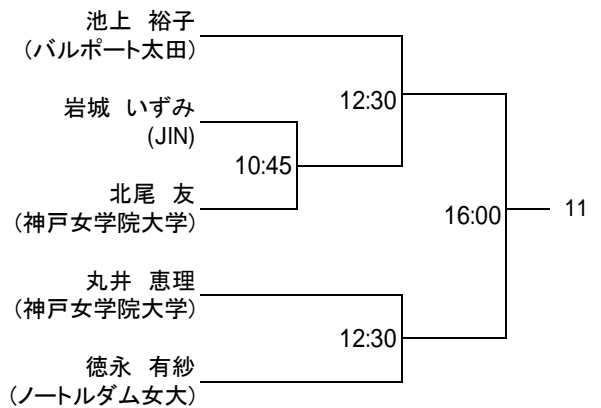 池上　裕子
（バルポート太田）
12:30
岩城　いずみ
(JIN)
10:45
北尾　友
（神戸女学院大学）
16:00
11
丸井　恵理
（神戸女学院大学）
12:30
徳永　有紗
（ノートルダム女大）